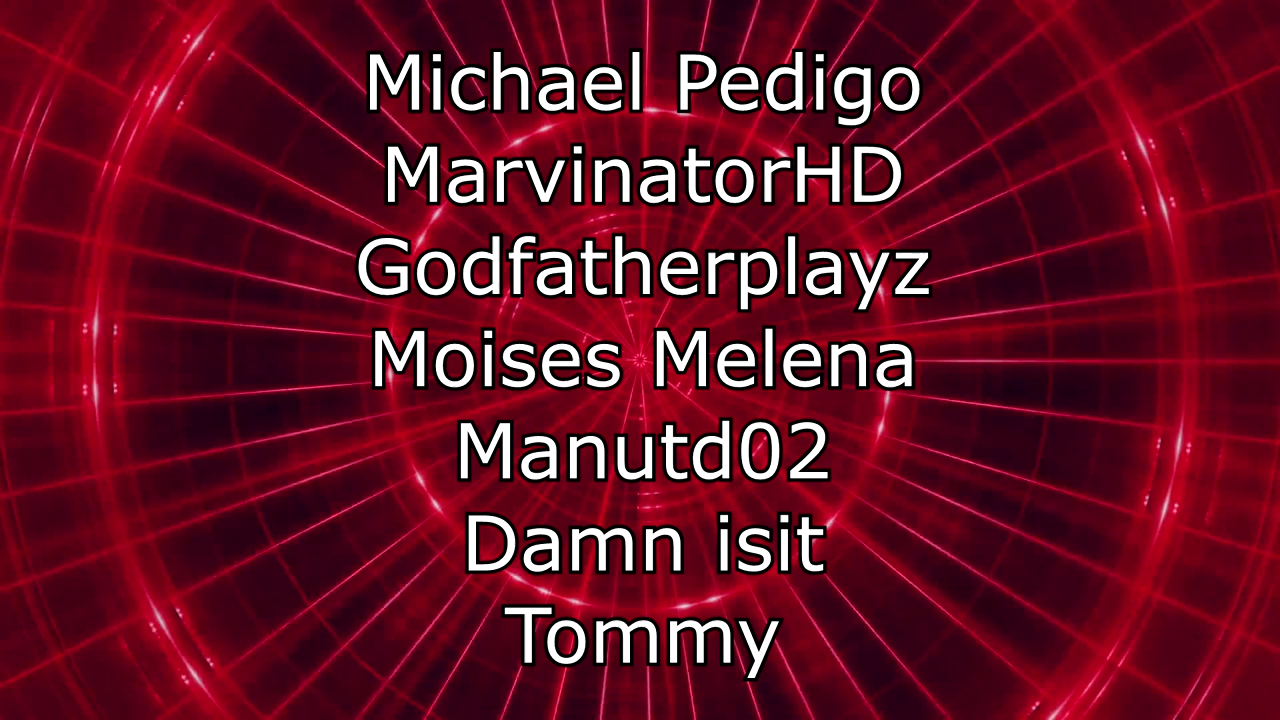 Michael Pedigo
MarvinatorHD
Godfatherplayz
Moises Melena
Manutd02
Damn isit
Tommy